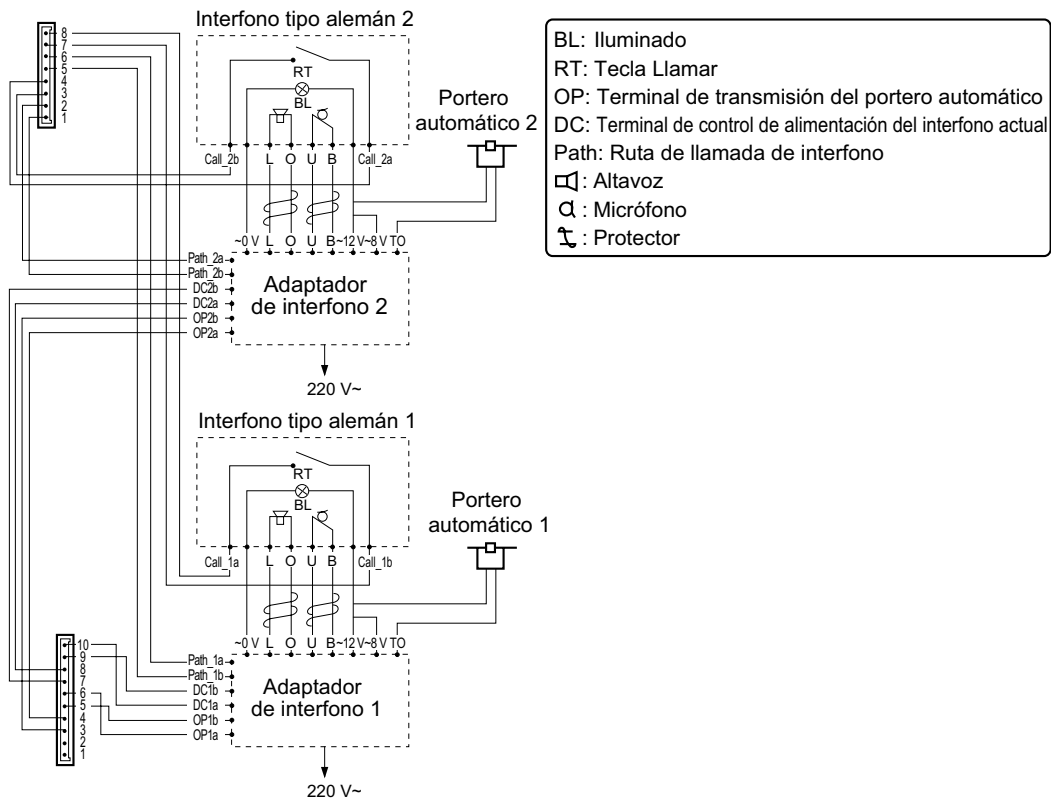 Interfono tipo alemán 2
8
7
6
5
4
3
2
1
RT
BL
Call_2b
L O U B
Call_2a
Portero
automático 2
~0 V L O U B~12 V~8 V TO
Path_2a
Path_2b
DC2b
DC2a
OP2b
OP2a
Adaptador
de interfono 2
220 V~
BL: Iluminado
RT: Tecla Llamar
OP: Terminal de transmisión del portero automático
DC: Terminal de control de alimentación del interfono actual
Path: Ruta de llamada de interfono
: Altavoz
: Micrófono
: Protector
Interfono tipo alemán 1
RT
BL
Call_1a
L O U B
Call_1b
Portero
automático 1
~0 V L O U B~12 V~8 V TO
10
9
8
7
6
5
4
3
2
1
Path_1a
Path_1b
DC1b
DC1a
OP1b
OP1a
Adaptador
de interfono 1
220 V~